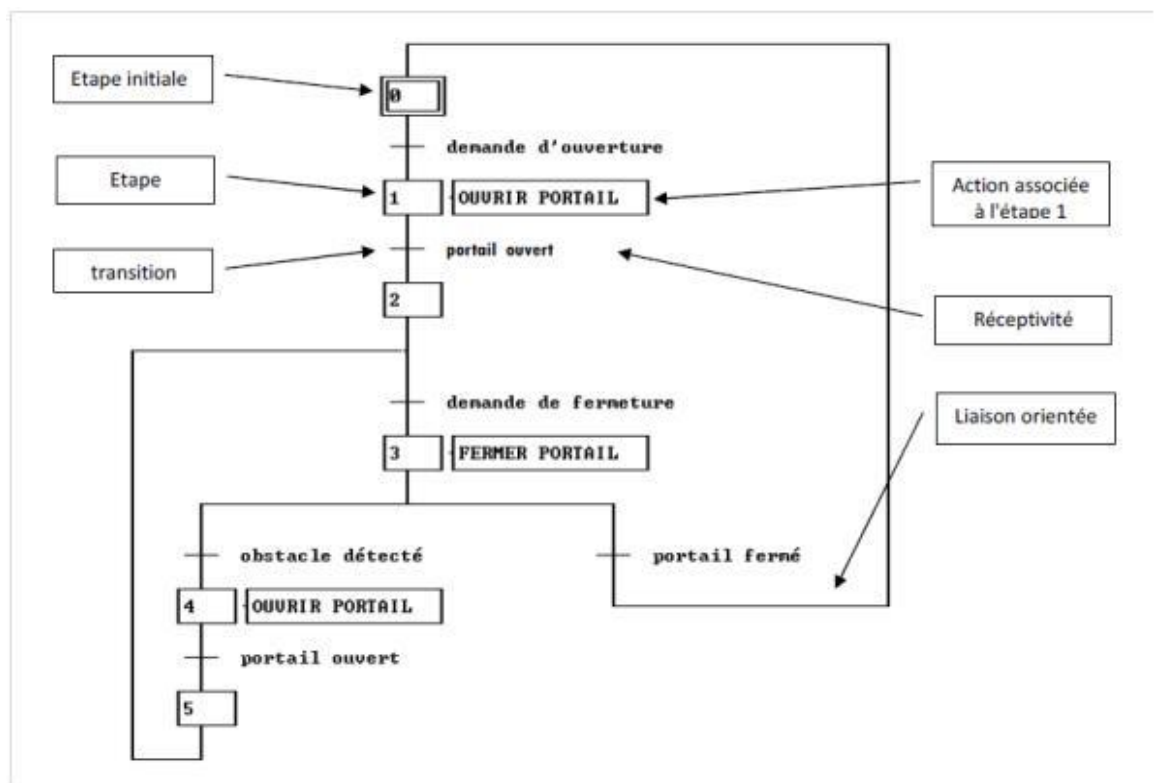 Etape initiale
0
demande d'ouverture
Etape
1
OUVRIR PORTAIL
Action associée
à l'étape 1
transition
portail ouvert
2
Réceptivité
demande de fermeture
Liaison orientée
3
FERMER PORTAIL
obstacle détecté
portail fermé
4
OUVRIR PORTAIL
portail ouvert
5